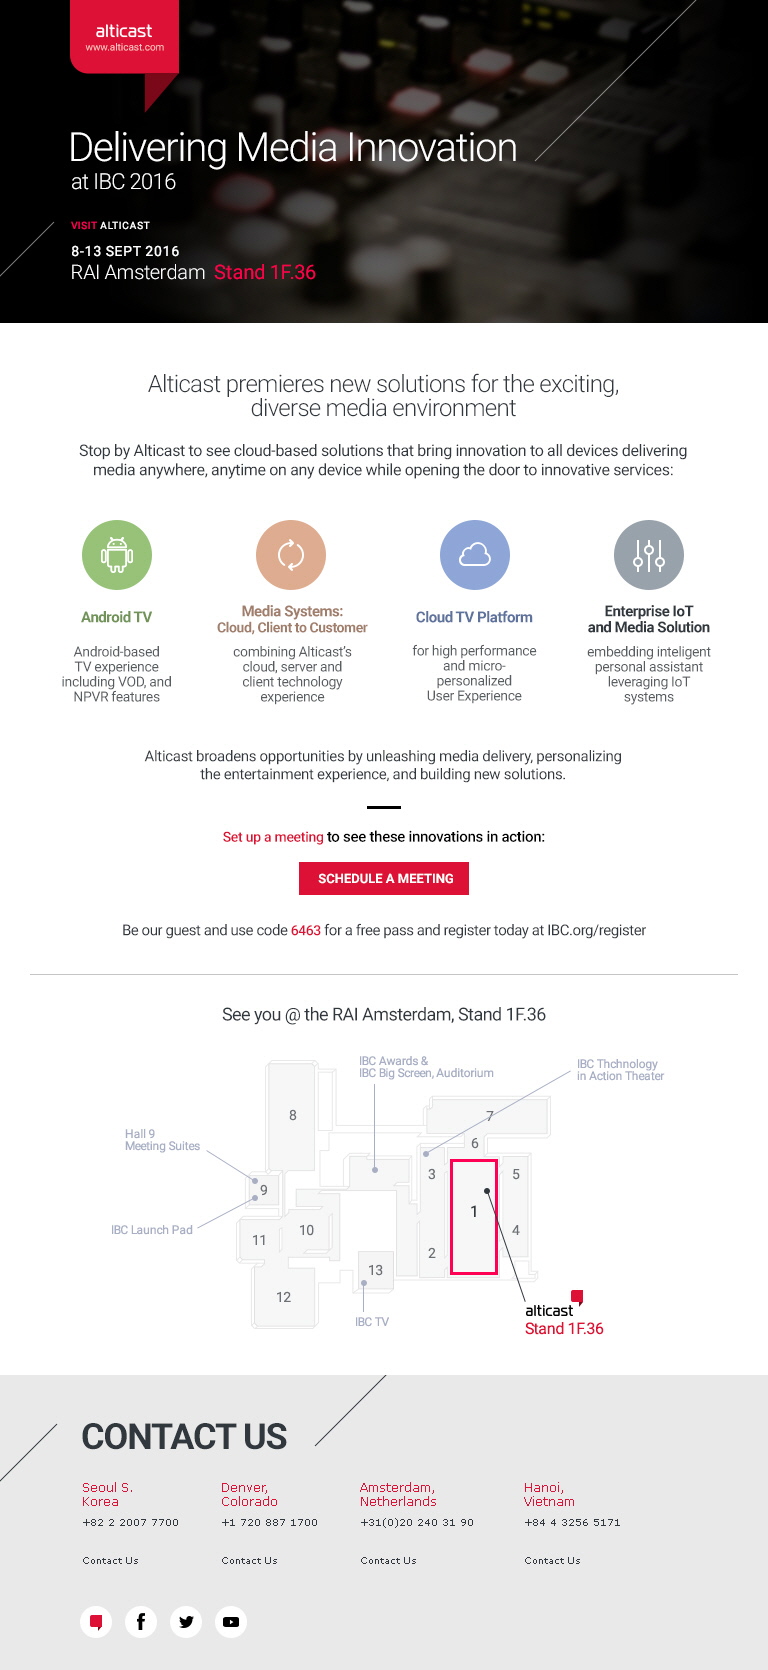 alticast
www.alticast.com
Delivering Media Innovation
at IBC 2016
VISIT ALTICAST
8-13 SEPT 2016
RAI Amsterdam Stand 1F.36
Alticast premieres new solutions for the exciting,
diverse media environment
Stop by Alticast to see cloud-based solutions that bring innovation to all devices delivering
media anywhere, anytime on any device while opening the door to innovative services:
Android TV
Android-based
TV experience
including VOD, and
NPVR features
Media Systems:
Cloud, Client to Customer
combining Alticast's
cloud, server and
client technology
experience
Cloud TV Platform
for high performance
and micro-
personalized
User Experience
Enterprise IoT
and Media Solution
embedding inteligent
personal assistant
leveraging IoT
systems
Alticast broadens opportunities by unleashing media delivery, personalizing
the entertainment experience, and building new solutions.
Set up a meeting to see these innovations in action:
SCHEDULE A MEETING
Be our guest and use code 6463 for a free pass and register today at IBC.org/register
See you @ the RAI Amsterdam, Stand 1F.36
IBC Awards &
IBC Big Screen, Auditorium
IBC Thchnology
in Action Theater
8
7
Hall 9
Meeting Suites
6
3
5
9
1
IBC Launch Pad
10
4
11
2
13
12
IBC TV
alticast
Stand 1F.36
CONTACT US
Seoul S.
Korea
+82 2 2007 7700
Contact Us
Denver,
Colorado
+1 720 887 1700
Contact Us
Amsterdam,
Netherlands
+31(0)20 240 31 90
Contact Us
Hanoi,
Vietnam
+84 4 3256 5171
Contact Us